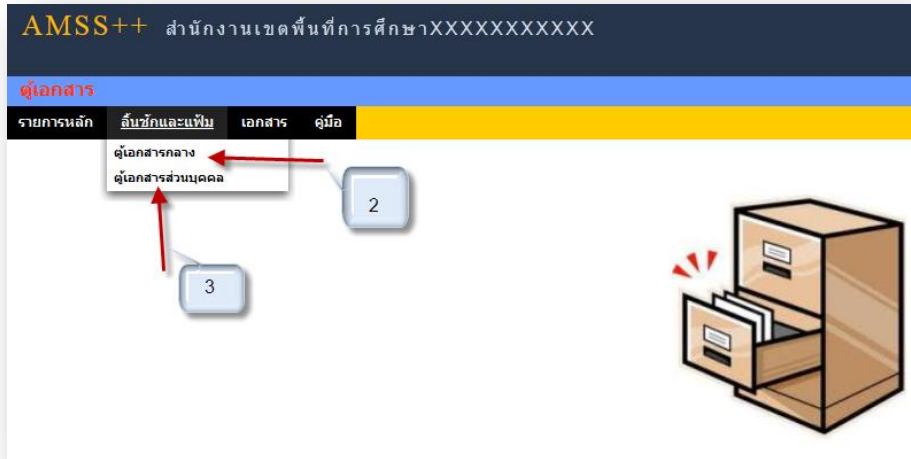 AMSS++ สำนักงานเขตพื้นที่การศึกษาXXXXXXXXXXX
ตู้เอกสาร
รายการหลัก ลิ้นชักและแฟ้ม เอกสาร คู่มือ
ตู้เอกสารกลาง
ตู้เอกสารส่วนบุคคล
2
3